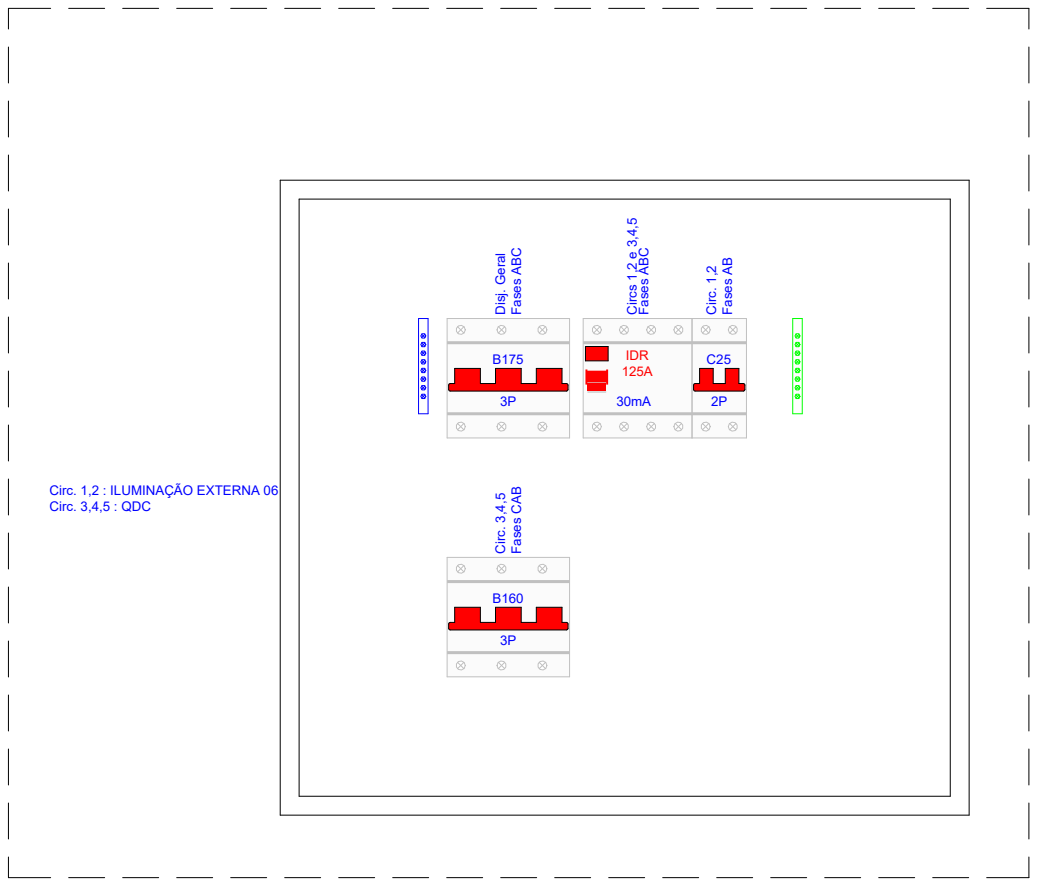 Disj. Geral
Fases ABC
Circs 1,2 e 3,4,5
Fases ABC
Circ. 1,2
Fases AB
B175
3P
IDR
125A
30mA
C25
2P
Circ. 1,2 : ILUMINAÇÃO EXTERNA 06
Circ. 3,4,5 : QDC
Circ. 3,4,5
Fases CAB
B160
3P